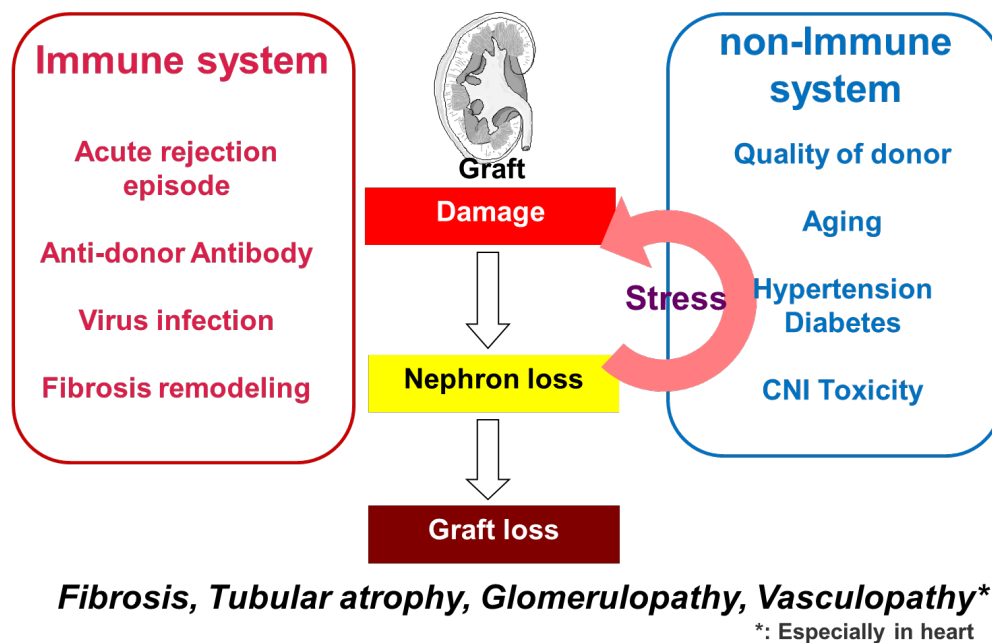 Immune system
Acute rejection
episode
Anti-donor Antibody
Virus infection
Fibrosis remodeling
Graft
Damage
Stress
Nephron loss
Graft loss
non-Immune
system
Quality of donor
Aging
Hypertension
Diabetes
CNI Toxicity
Fibrosis, Tubular atrophy, Glomerulopathy, Vasculopathy*
*: Especially in heart